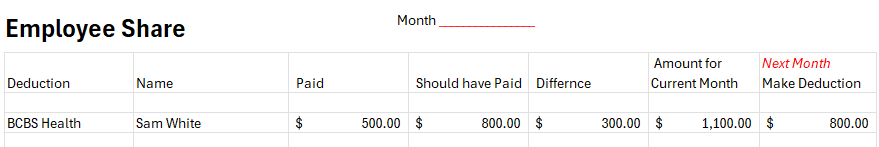 Employee Share
Month
Amount for Next Month
Deduction Name Paid Should have Paid Differnce Current Month Make Deduction
BCBS Health Sam White $ 500.00 $ 800.00 $ 300.00 $ 1,100.00 $ 800.00